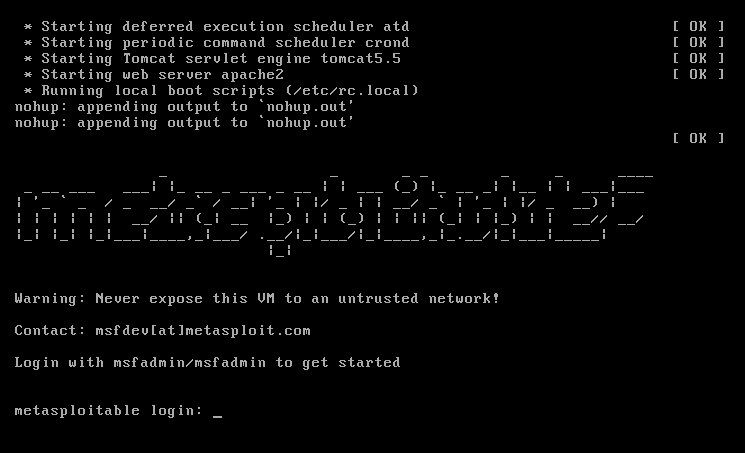 * Starting deferred execution scheduler atd [ OK ]
* Starting periodic command scheduler crond [ OK ]
* Starting Tomcat servlet engine tomcat5.5 [ OK ]
* Starting web server apache2 [ OK ]
* Running local boot scripts (/etc/rc.local)
nohup: appending output to `nohup.out'
nohup: appending output to `nohup.out'
[ OK ]
metasploitable2
Warning: Never expose this VM to an untrusted network!
Contact: msfdev[at]metasploit.com
Login with msfadmin/msfadmin to get started
metasploitable login: _